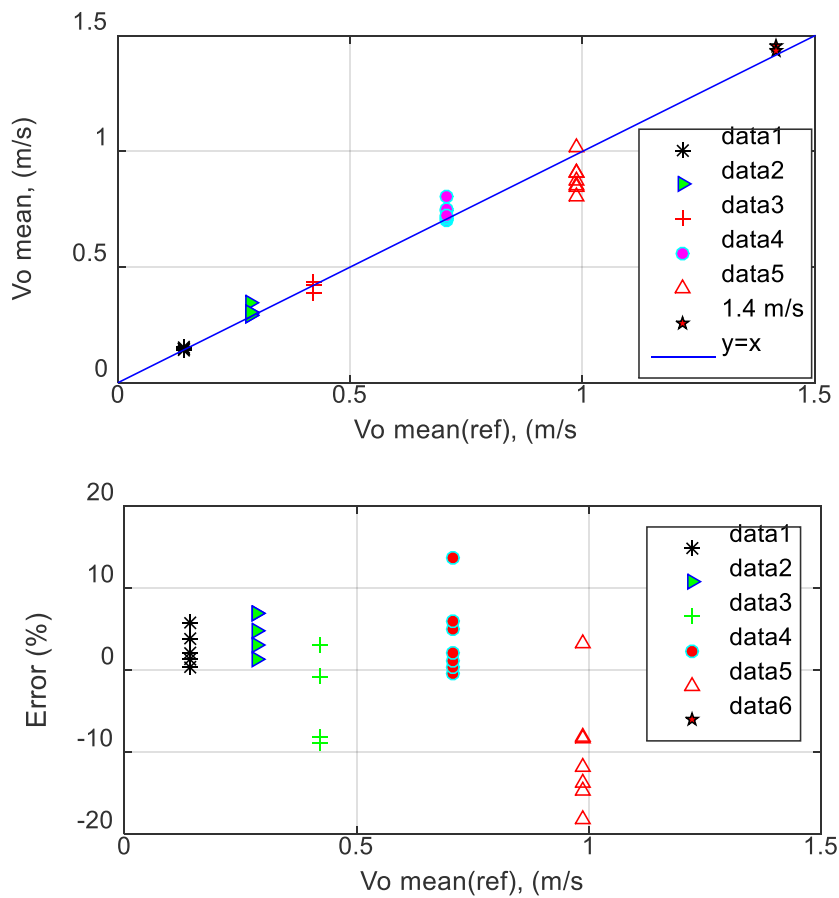 1.5
1
0.5
0
Vo mean, (m/s)
data1
data2
data3
data4
data5
1.4 m/s
y=x
0 0.5 1 1.5
Vo mean(ref), (m/s
20
10
0
-10
-20
Error (%)
data1
data2
data3
data4
data5
data6
0 0.5 1 1.5
Vo mean(ref), (m/s